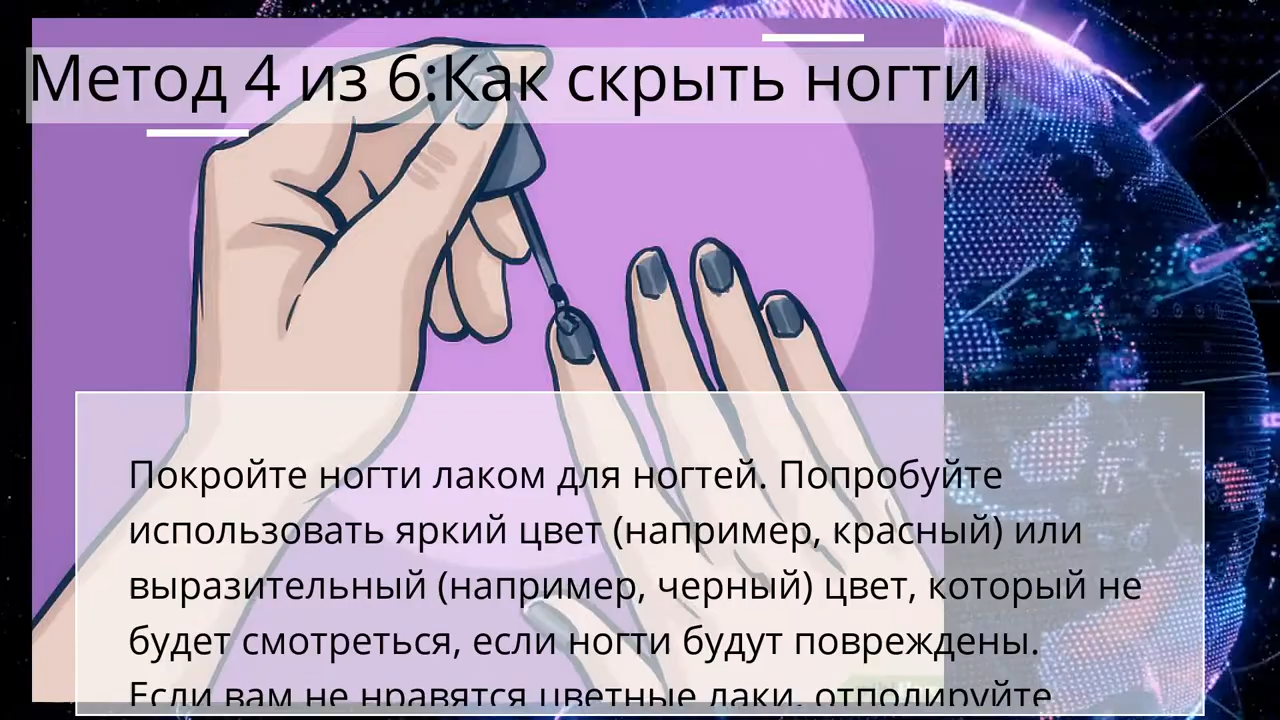 Метод 4 из 6:Как скрыть ногти
Покройте ногти лаком для ногтей. Попробуйте
использовать яркий цвет (например, красный) или
выразительный (например, черный) цвет, который не
будет смотреться, если ногти будут повреждены.
Если вам не нравятся цветные лаки, отполируйте